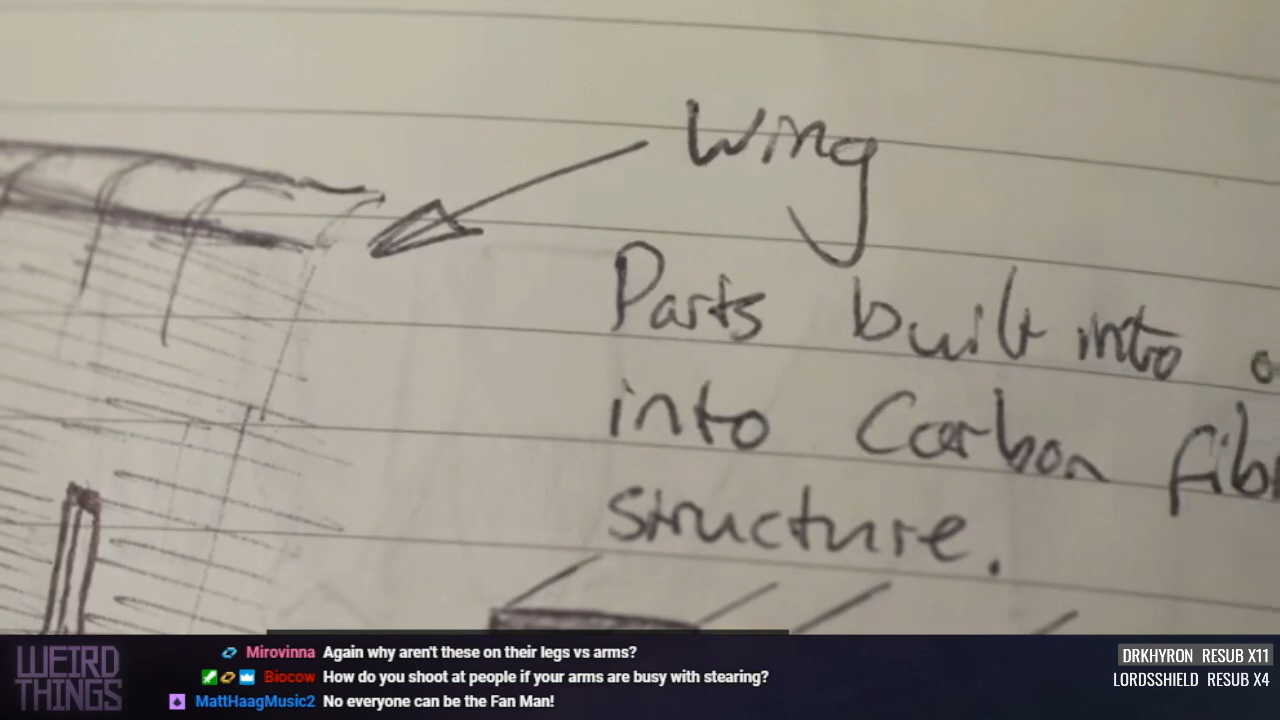 Wing
Parts built into
into Carbon fib
structure.
WEIRD
THINGS
Mirovinna Again why aren't these on their legs vs arms?
Biocow How do you shoot at people if your arms are busy with stearing?
MattHaagMusic2 No everyone can be the Fan Man!
DRKHYRON RESUB X11
LORDSSHIELD RESUB X4